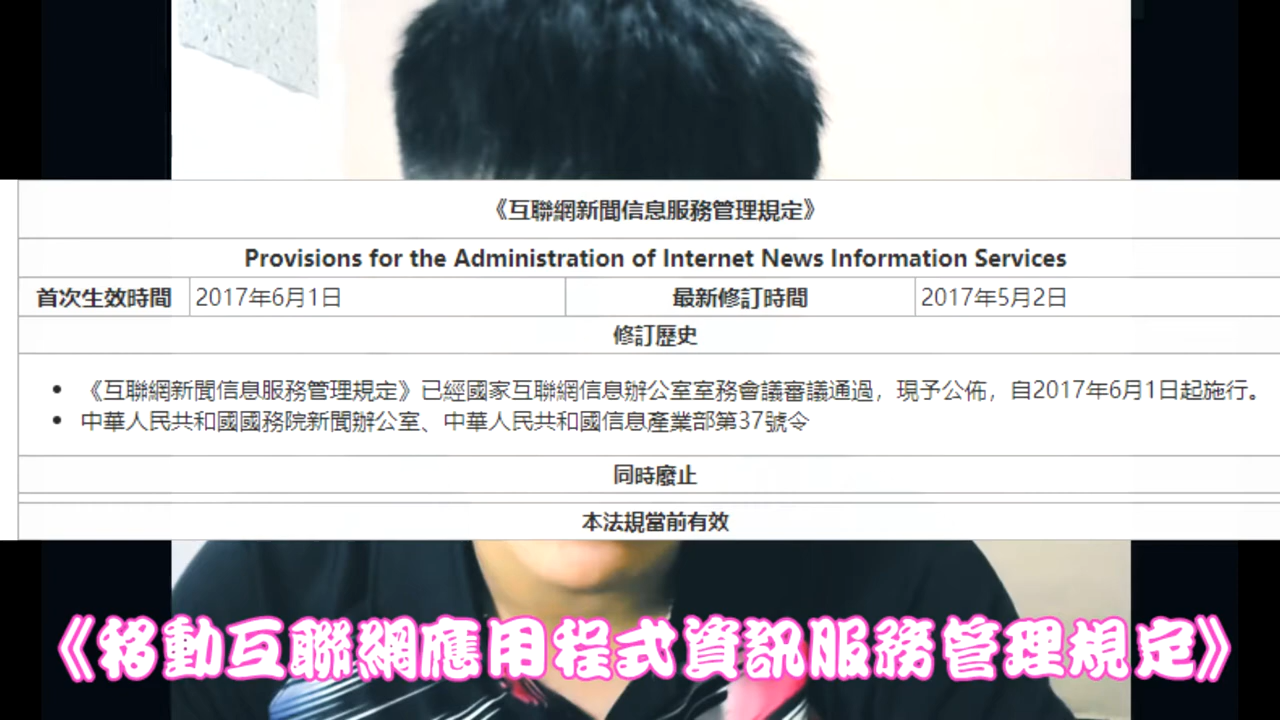 《互聯網新聞信息服務管理規定》
Provisions for the Administration of Internet News Information Services
首次生效時間 2017年6月1日 最新修訂時間 2017年5月2日
修訂歷史
• 《互聯網新聞信息服務管理規定》已經國家互聯網信息辦公室室務會議審議通過，現予公佈，自2017年6月1日起施行。
• 中華人民共和國國務院新聞辦公室、中華人民共和國信息產業部第37號令
同時廢止
本法規當前有效
《移動互聯網應用程式資訊服務管理規定》